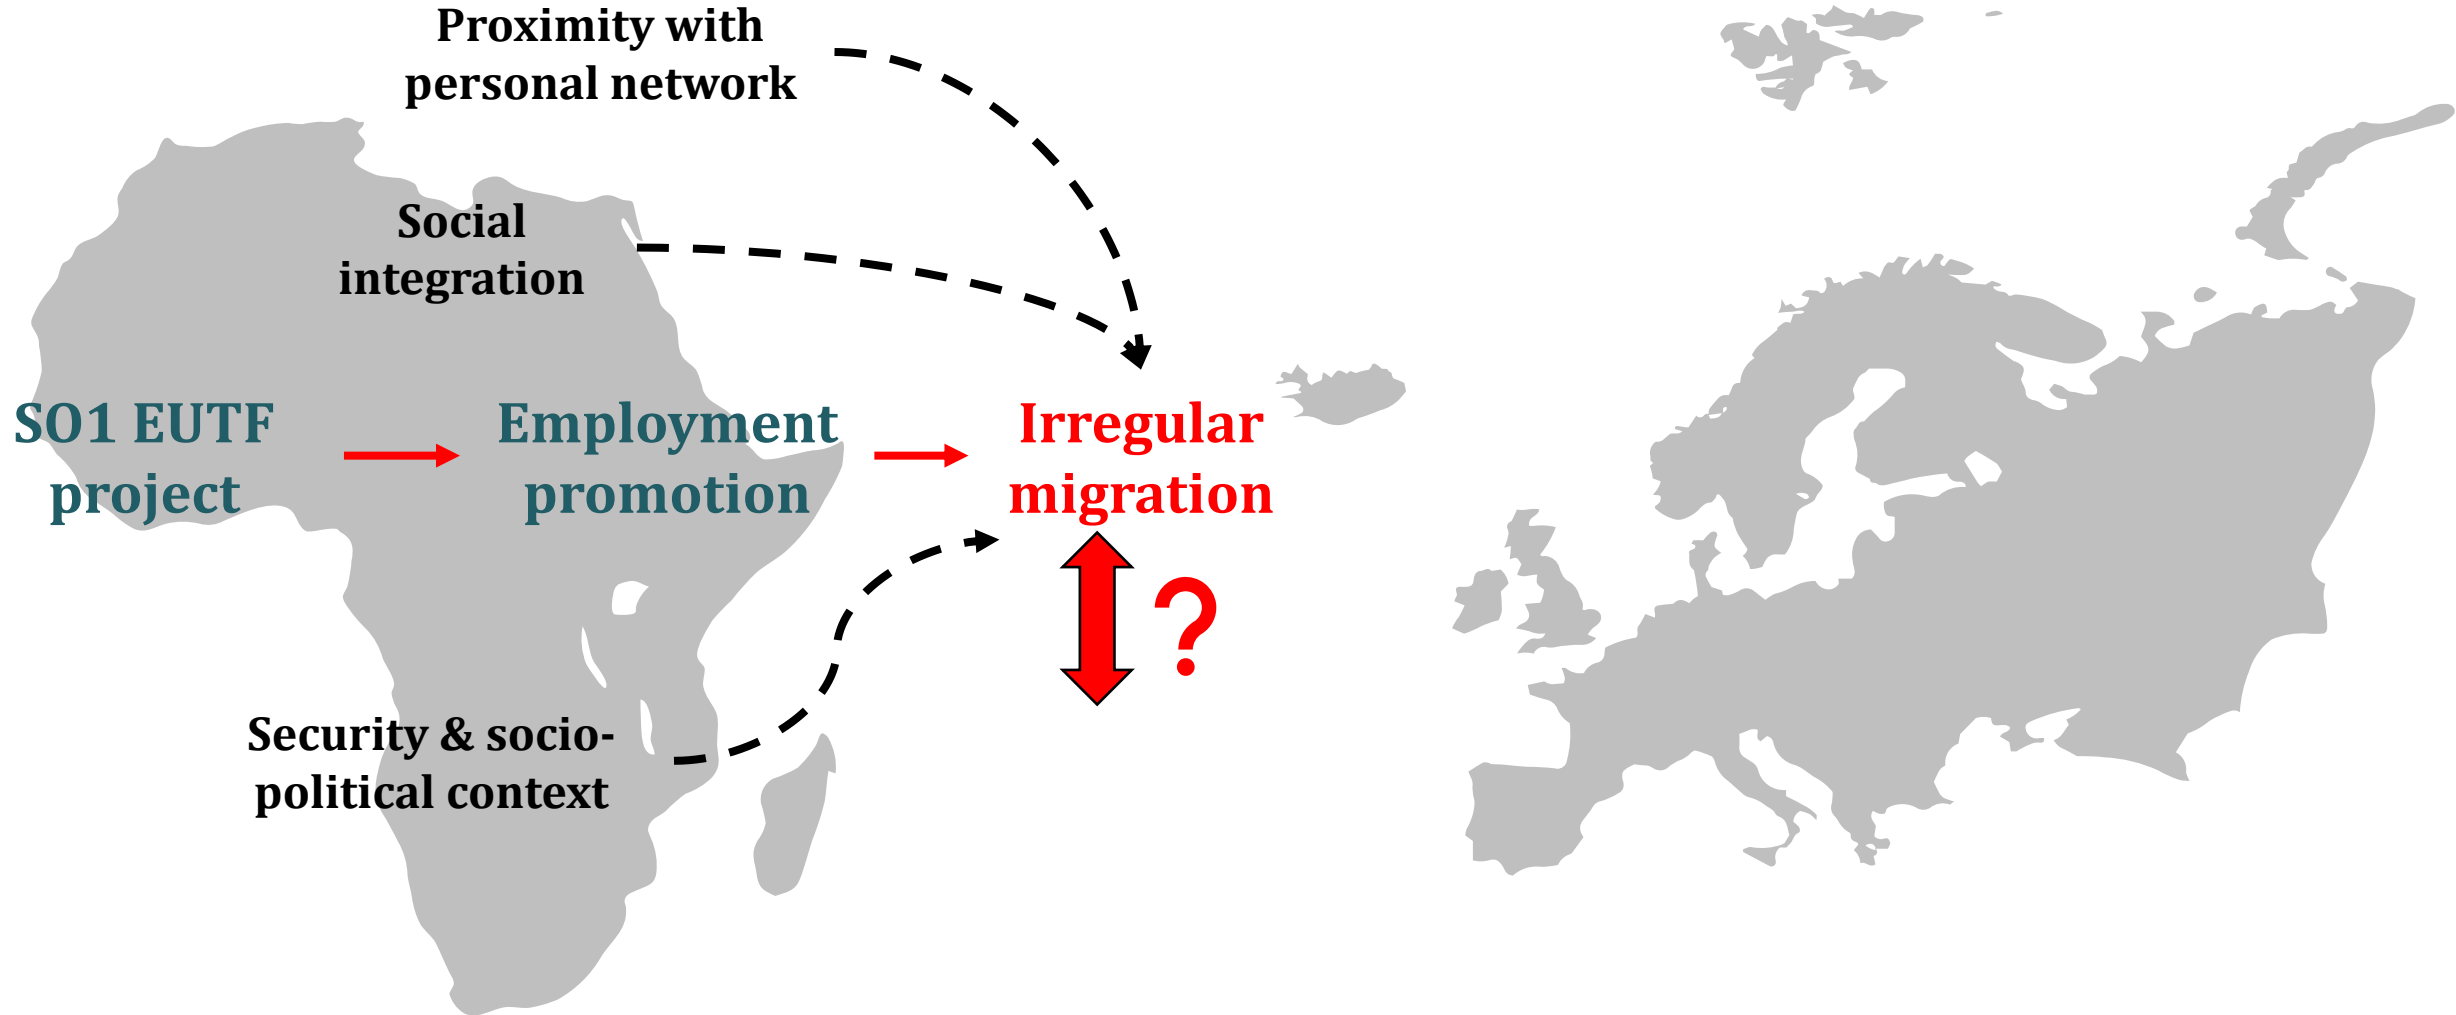 Proximity with
personal network
Social
integration
SO1 EUTF
project
Employment
promotion
Irregular
migration
?
Security & socio-
political context